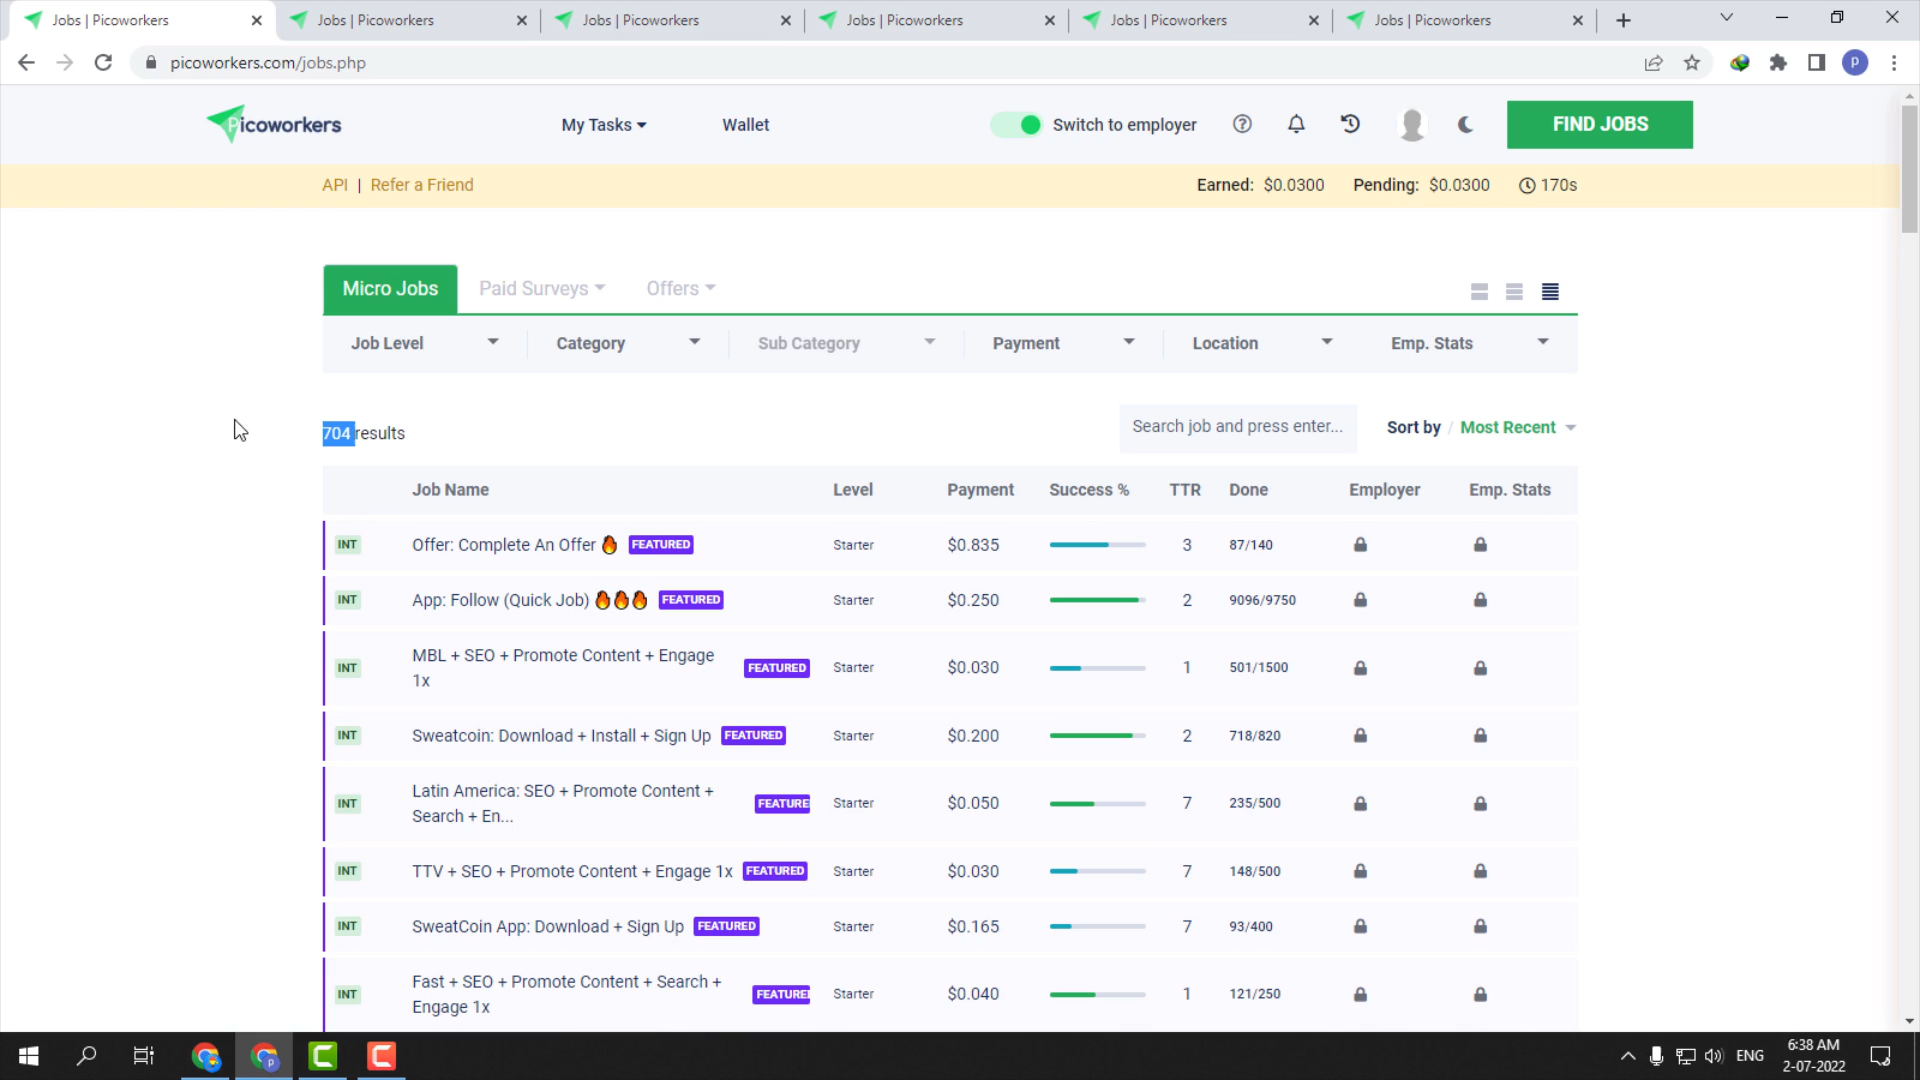 Jobs | Picoworkers
Jobs | Picoworkers
Jobs | Picoworkers
Jobs | Picoworkers
Jobs | Picoworkers
Jobs | Picoworkers
picoworkers.com/jobs.php
P
Picoworkers
My Tasks
Wallet
Switch to employer
FIND JOBS
API | Refer a Friend
Earned: $0.0300
Pending: $0.0300
170s
Micro Jobs
Paid Surveys
Offers
Job Level
Category
Sub Category
Payment
Location
Emp. Stats
704 results
Search job and press enter...
Sort by / Most Recent
Job Name Level Payment Success % TTR Done Employer Emp. Stats
INT Offer: Complete An Offer 🔥 FEATURED Starter $0.835 3 87/140
INT App: Follow (Quick Job) 🔥🔥🔥 FEATURED Starter $0.250 2 9096/9750
INT MBL + SEO + Promote Content + Engage
1x
FEATURED Starter $0.030 1 501/1500
INT Sweatcoin: Download + Install + Sign Up FEATURED Starter $0.200 2 718/820
INT Latin America: SEO + Promote Content +
Search + En...
FEATURE Starter $0.050 7 235/500
INT TTV + SEO + Promote Content + Engage 1x FEATURED Starter $0.030 7 148/500
INT SweatCoin App: Download + Sign Up FEATURED Starter $0.165 7 93/400
INT Fast + SEO + Promote Content + Search +
Engage 1x
FEATURE Starter $0.040 1 121/250
ENG
6:38 AM
2-07-2022